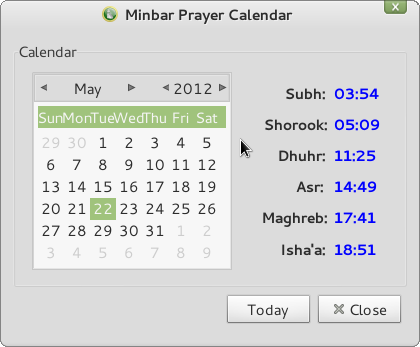 Minbar Prayer Calendar
Calendar
May 2012
Sun Mon Tue Wed Thu Fri Sat
29 30 1 2 3 4 5
6 7 8 9 10 11 12
13 14 15 16 17 18 19
20 21 22 23 24 25 26
27 28 29 30 31 1 2
3 4 5 6 7 8 9
Subh: 03:54
Shorook: 05:09
Dhuhr: 11:25
Asr: 14:49
Maghreb: 17:41
Isha'a: 18:51
Today
Close